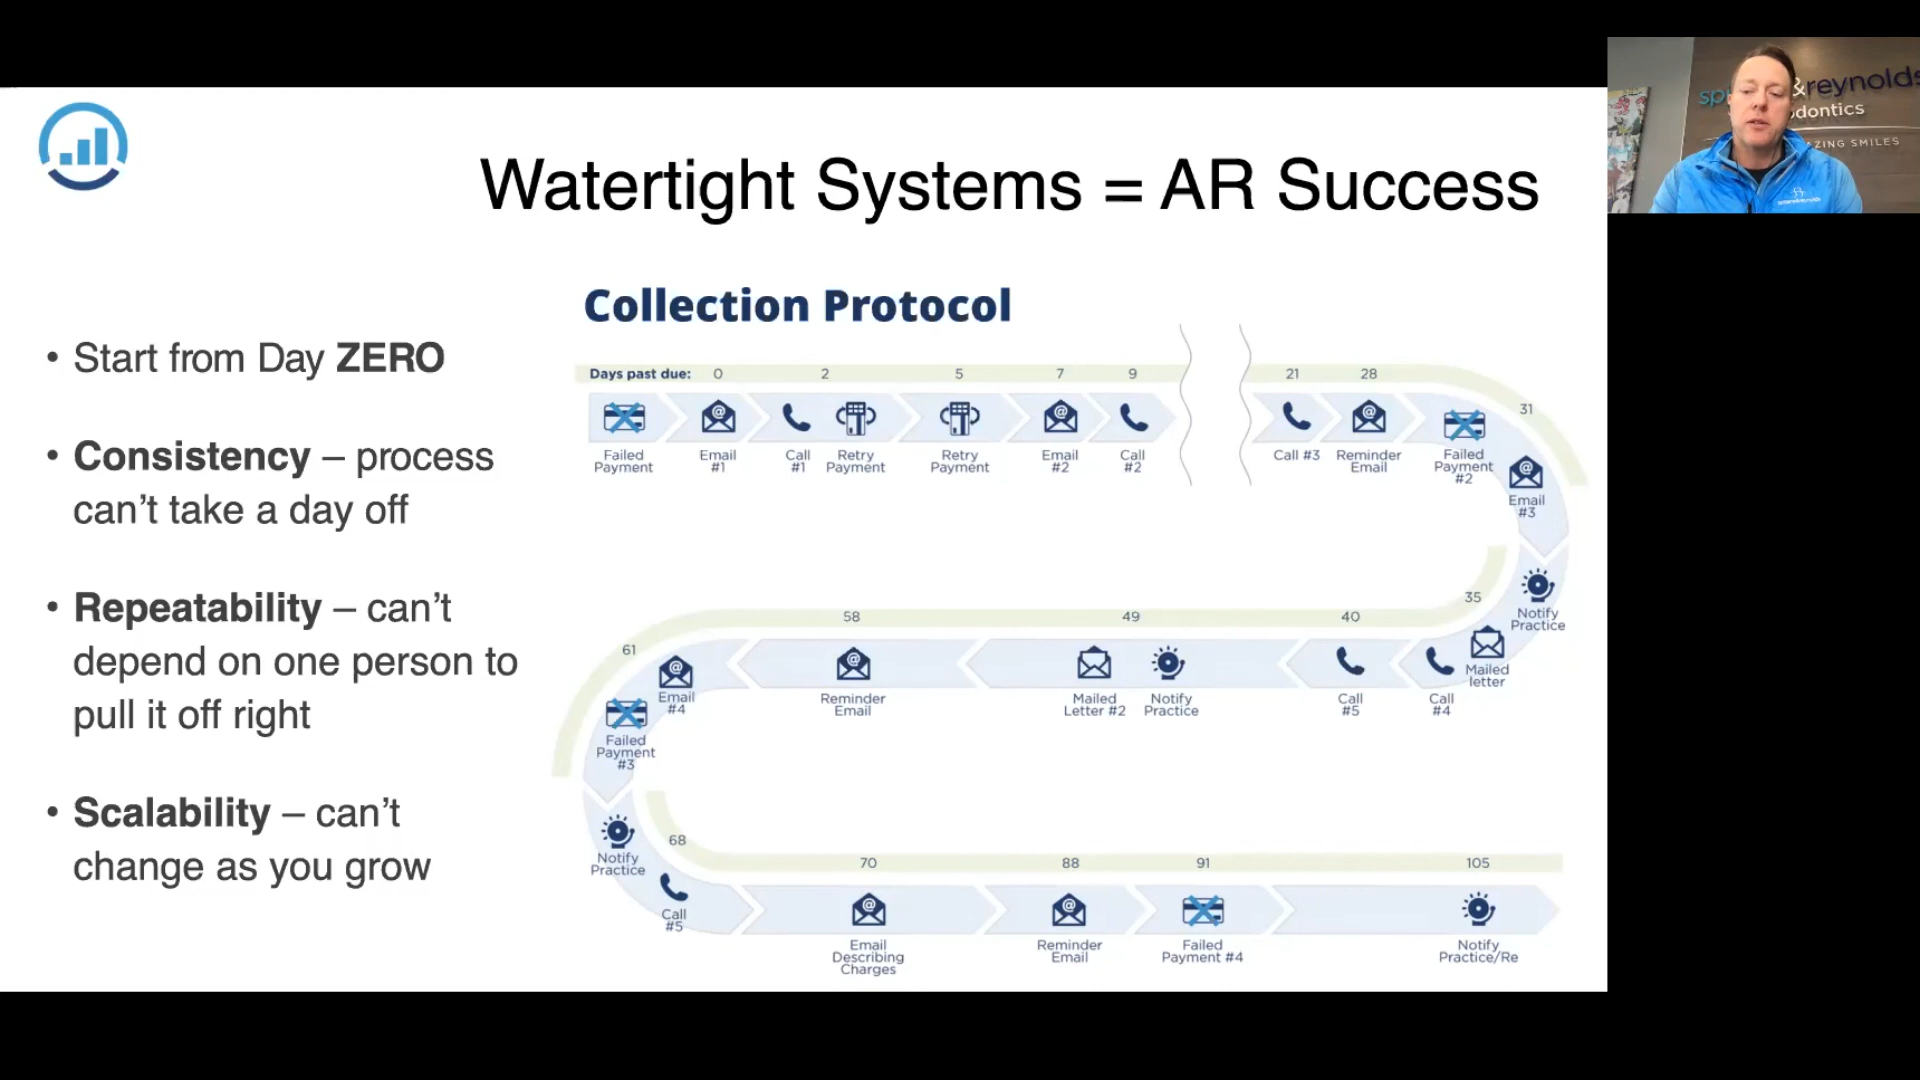 Watertight Systems = AR Success
• Start from Day ZERO
• Consistency – process
can't take a day off
• Repeatability – can't
depend on one person to
pull it off right
• Scalability – can't
change as you grow
Collection Protocol
Days past due: 0 2 5 7 9 21 28
31
Failed
Payment
Email
#1
Call
#1
Retry
Payment
Retry
Payment
Email
#2
Call
#2
Call #3
Reminder
Email
Failed
Payment
#2
Email
#3
Notify
Practice
35
Mailed
letter
Call
#4
40
Call
#5
49
Notify
Practice
Mailed
Letter #2
58
Reminder
Email
61
Email
#4
Failed
Payment
#3
Notify
Practice
68
Call
#5
70
Email
Describing
Charges
88
Reminder
Email
91
Failed
Payment #4
105
Notify
Practice/Re
&reynolds
dontics
AZING SMILES